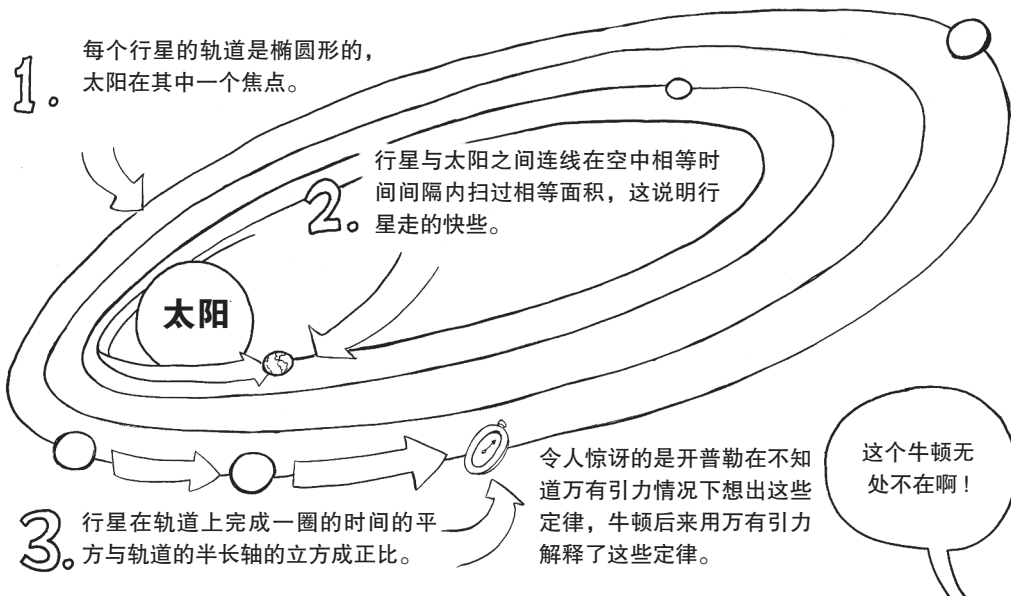 1.
每个行星的轨道是椭圆形的，
太阳在其中一个焦点。
2.
行星与太阳之间连线在空中相等时
间间隔内扫过相等面积，这说明行
星走的快些。
太阳
3.
行星在轨道上完成一圈的时间的平
方与轨道的半长轴的立方成正比。
令人惊讶的是开普勒在不知
道万有引力情况下想出这些
定律，牛顿后来用万有引力
解释了这些定律。
这个牛顿无
处不在啊！